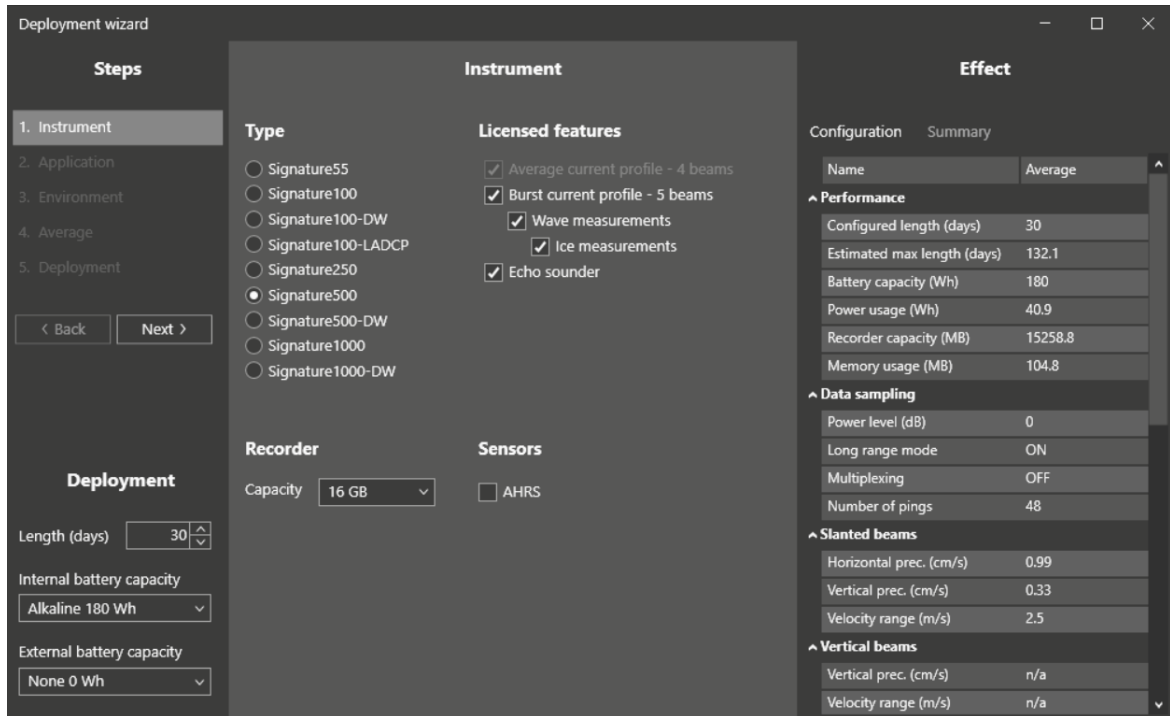 Deployment wizard
Steps
1. Instrument
2. Application
3. Environment
4. Average
5. Deployment
< Back Next >
Deployment
Length (days) 30
Internal battery capacity
Alkaline 180 Wh
External battery capacity
None 0 Wh
Instrument
Type
Signature55
Signature100
Signature100-DW
Signature100-LADCP
Signature250
Signature500
Signature500-DW
Signature1000
Signature1000-DW
Licensed features
Average current profile - 4 beams
Burst current profile - 5 beams
Wave measurements
Ice measurements
Echo sounder
Recorder
Capacity 16 GB
Sensors
AHRS
Effect
Configuration Summary
Name Average
Performance
Configured length (days) 30
Estimated max length (days) 132.1
Battery capacity (Wh) 180
Power usage (Wh) 40.9
Recorder capacity (MB) 15258.8
Memory usage (MB) 104.8
Data sampling
Power level (dB) 0
Long range mode ON
Multiplexing OFF
Number of pings 48
Slanted beams
Horizontal prec. (cm/s) 0.99
Vertical prec. (cm/s) 0.33
Velocity range (m/s) 2.5
Vertical beams
Vertical prec. (cm/s) n/a
Velocity range (m/s) n/a